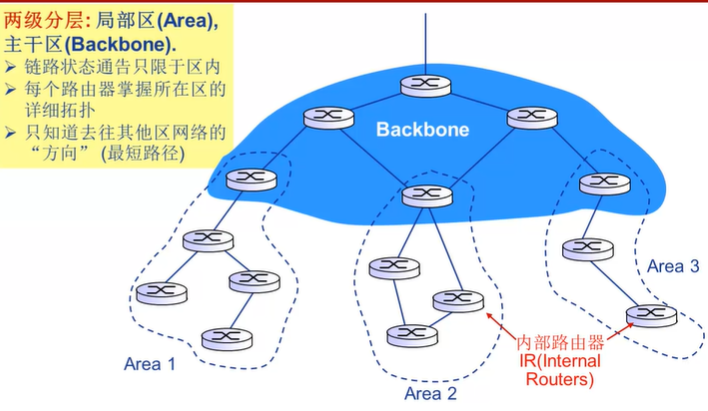 两级分层: 局部区(Area),
主干区(Backbone).
➢ 链路状态通告只限于区内
➢ 每个路由器掌握所在区的
详细拓扑
➢ 只知道去往其他区网络的
“方向” (最短路径)
Backbone
Area 3
内部路由器
IR(Internal
Routers)
Area 1
Area 2